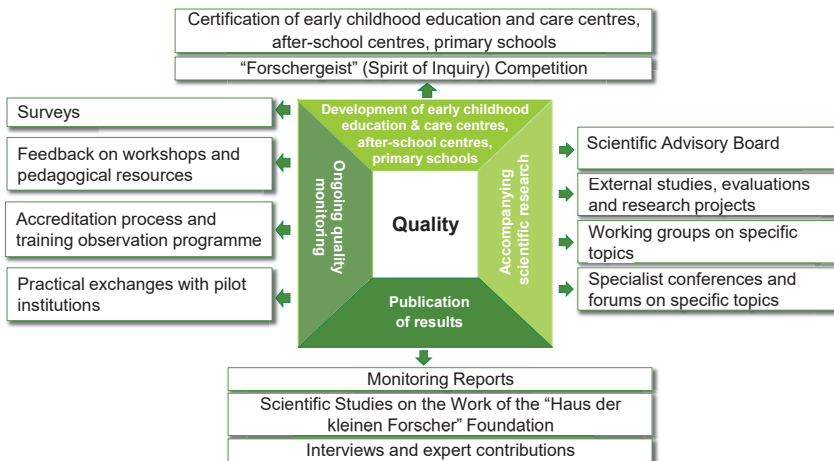 Certification of early childhood education and care centres,
after-school centres, primary schools
“Forschergeist” (Spirit of Inquiry) Competition
Surveys
Feedback on workshops and
pedagogical resources
Accreditation process and
training observation programme
Practical exchanges with pilot
institutions
Ongoing quality
monitoring
Development of early childhood
education & care centres,
after-school centres,
primary schools
Quality
Accompanying
scientific research
Publication
of results
Scientific Advisory Board
External studies, evaluations
and research projects
Working groups on specific
topics
Specialist conferences and
forums on specific topics
Monitoring Reports
Scientific Studies on the Work of the “Haus der
kleinen Forscher” Foundation
Interviews and expert contributions